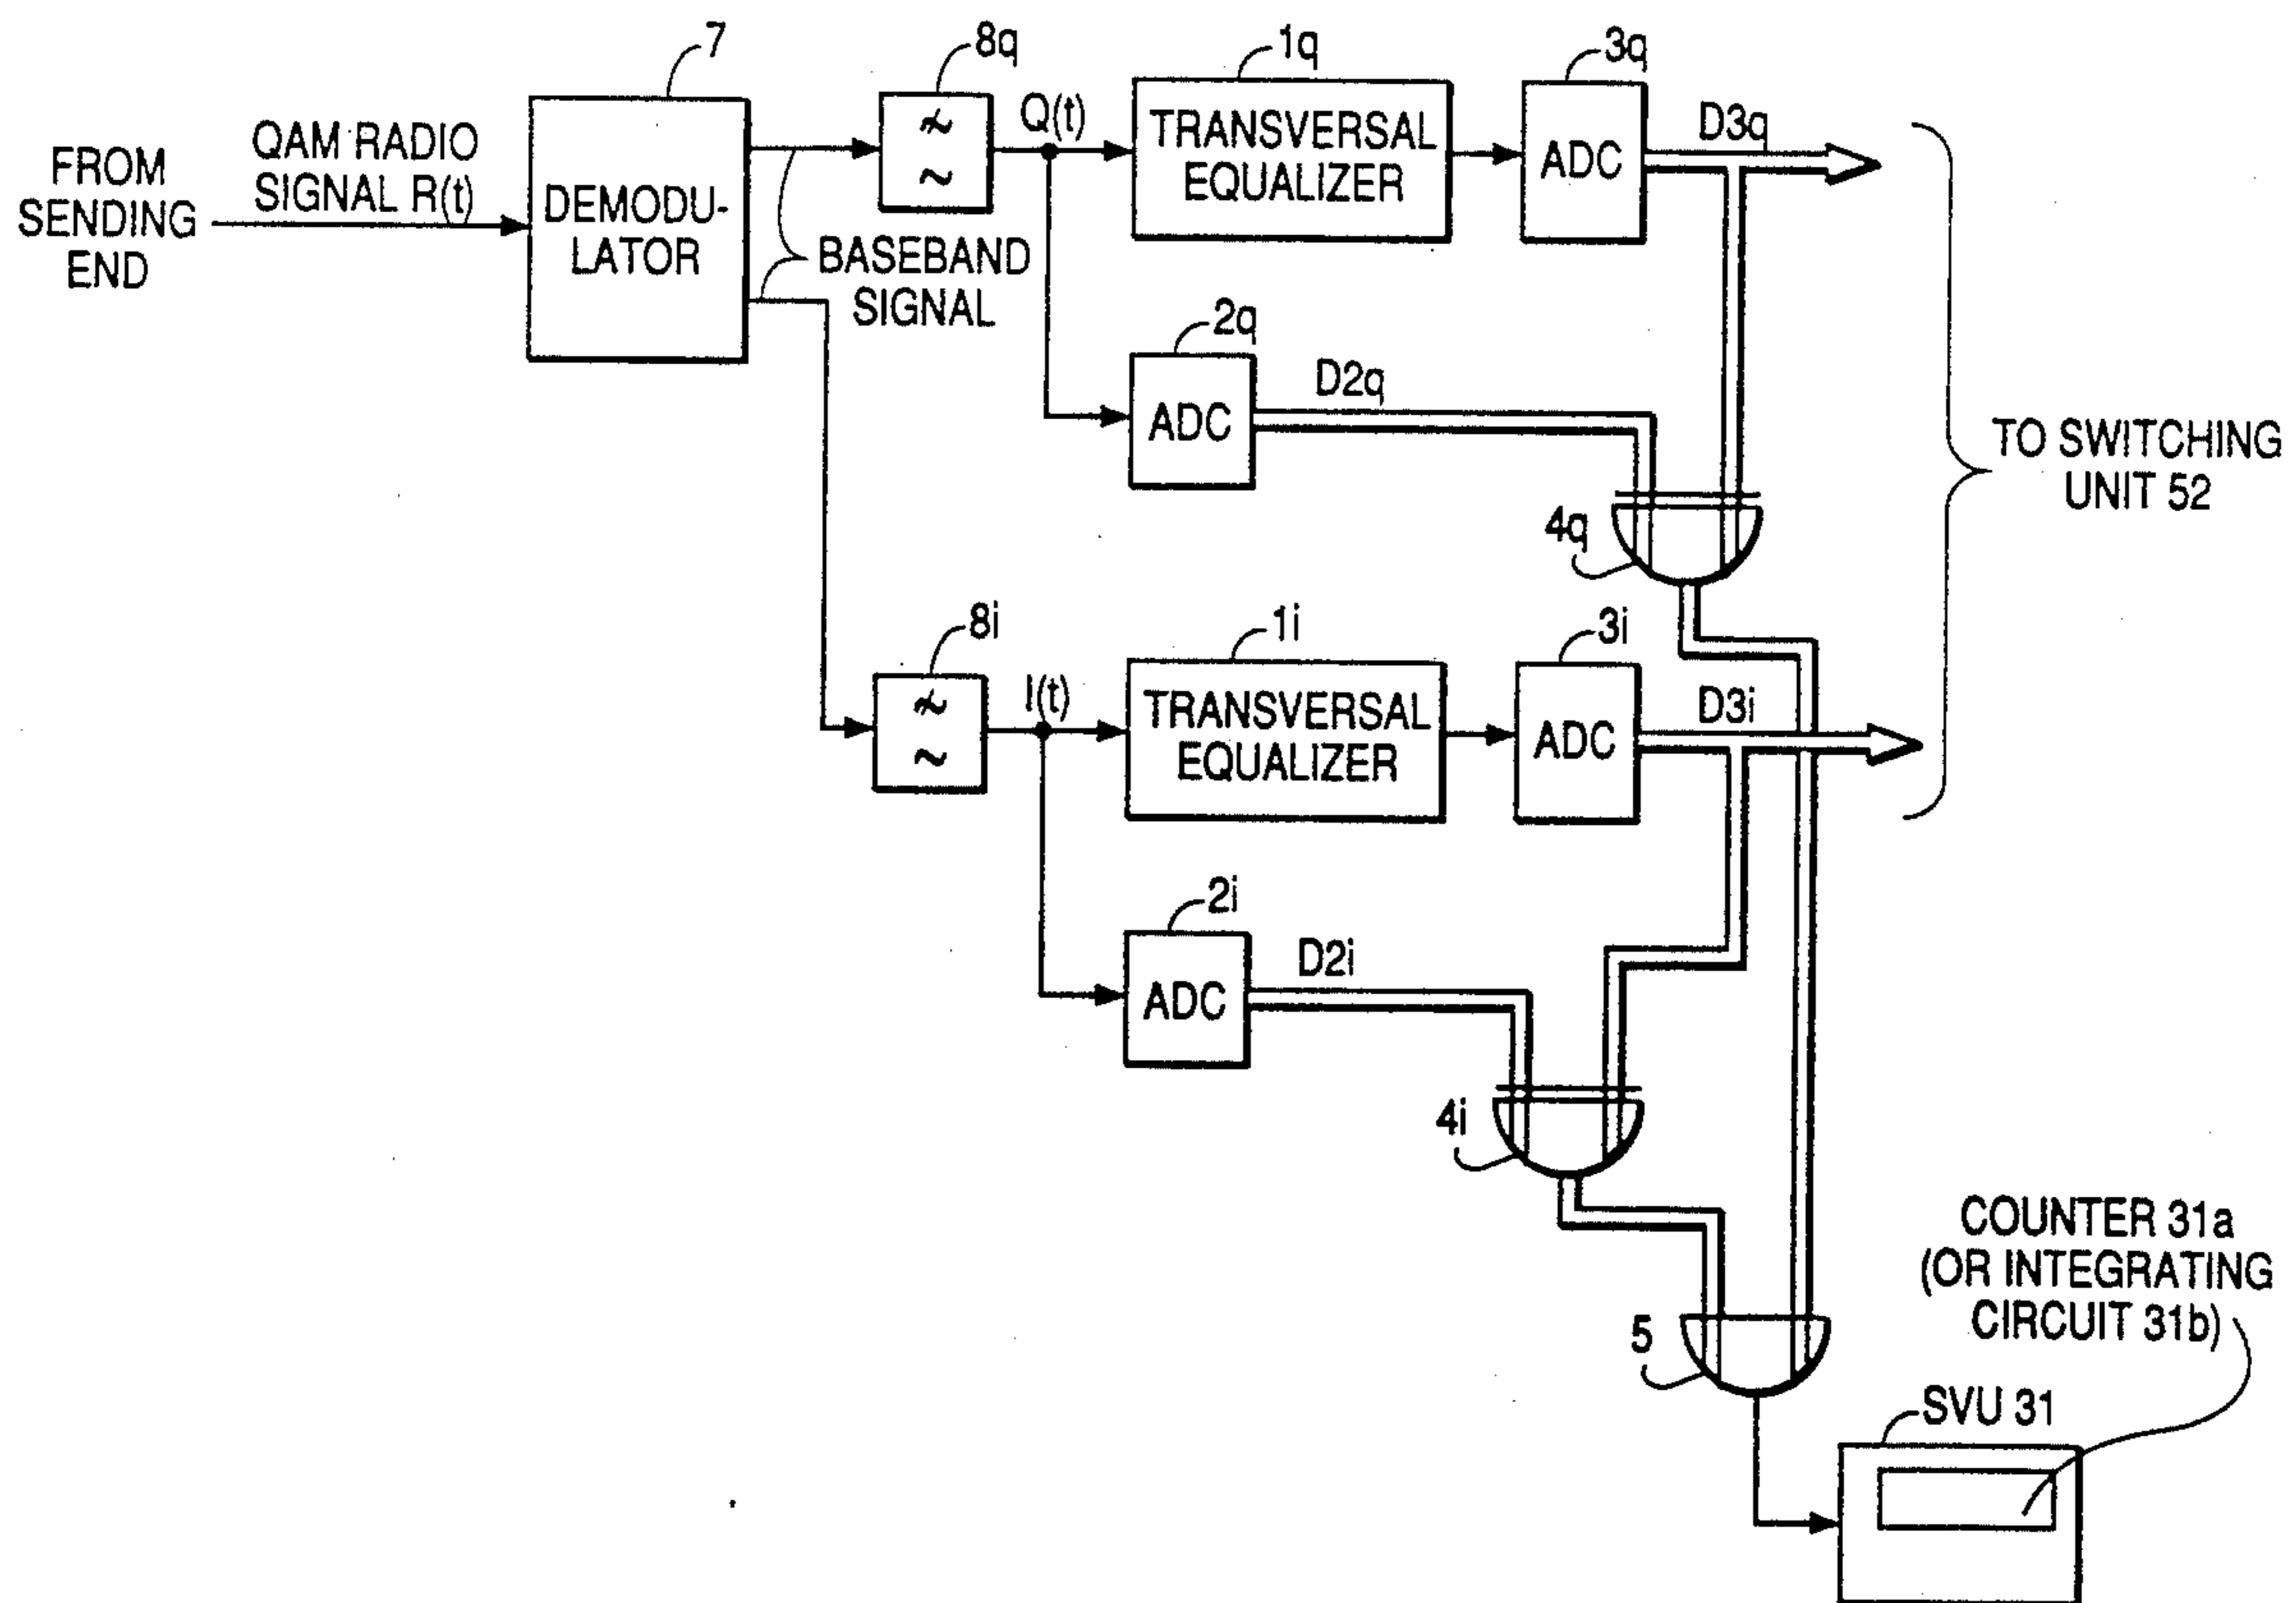 7
8q
1q
3q
FROM
SENDING
END
QAM RADIO
SIGNAL R(t)
DEMODU-
LATOR
BASEBAND
SIGNAL
Q(t)
TRANSVERSAL
EQUALIZER
ADC
D3q
2q
ADC
D2q
4q
TO SWITCHING
UNIT 52
8i
1i
3i
I(t)
TRANSVERSAL
EQUALIZER
ADC
D3i
2i
ADC
D2i
4i
COUNTER 31a
(OR INTEGRATING
CIRCUIT 31b)
5
SVU 31